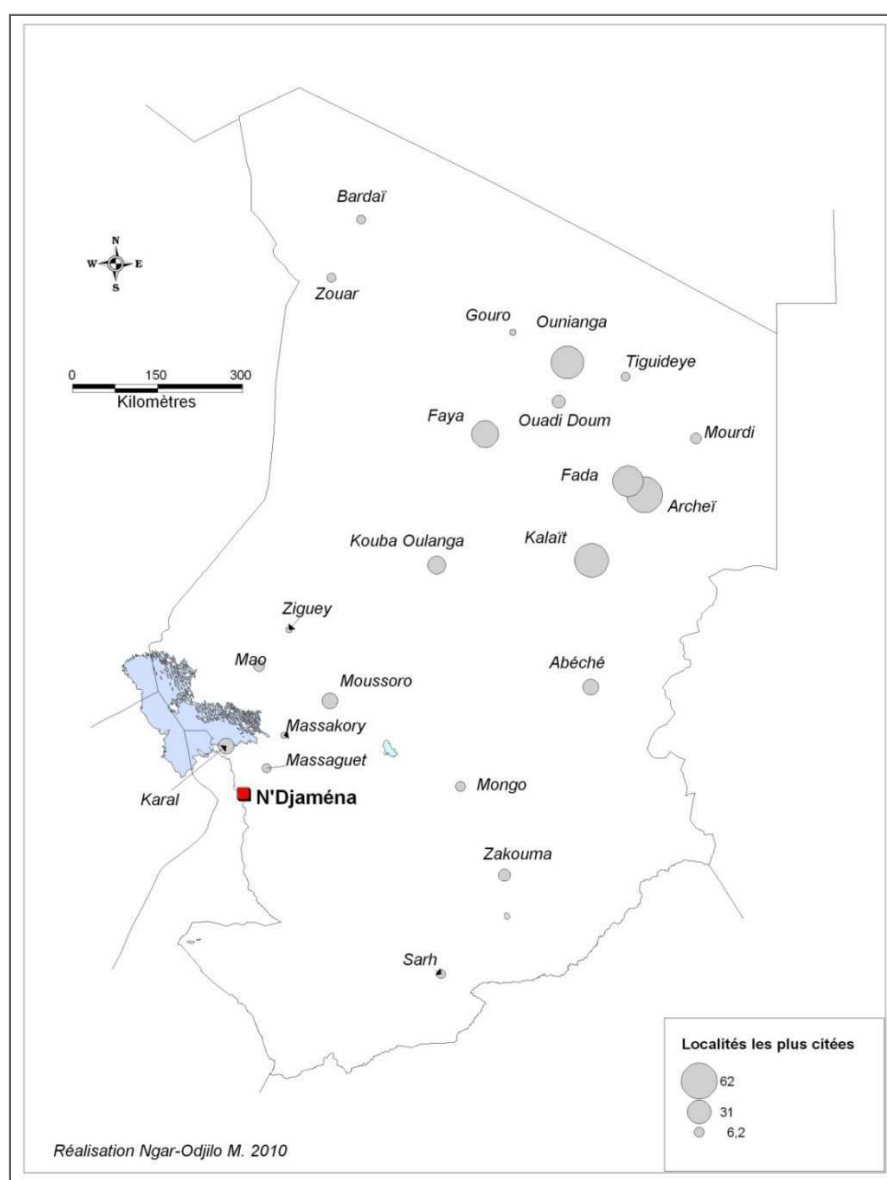 Bardaï
N
W E
S
Zouar
Gouro
Ounianga
0 150 300
Kilomètres
Tiguideye
Faya
Ouadi Doum
Mourdi
Fada
Archeï
Kouba Oulanga
Kalaït
Ziguey
Mao
Abéché
Moussoro
Massakory
Massaguet
Karal
N'Djaména
Mongo
Zakouma
Sarh
Localités les plus citées
62
31
6,2
Réalisation Ngar-Odjilo M. 2010